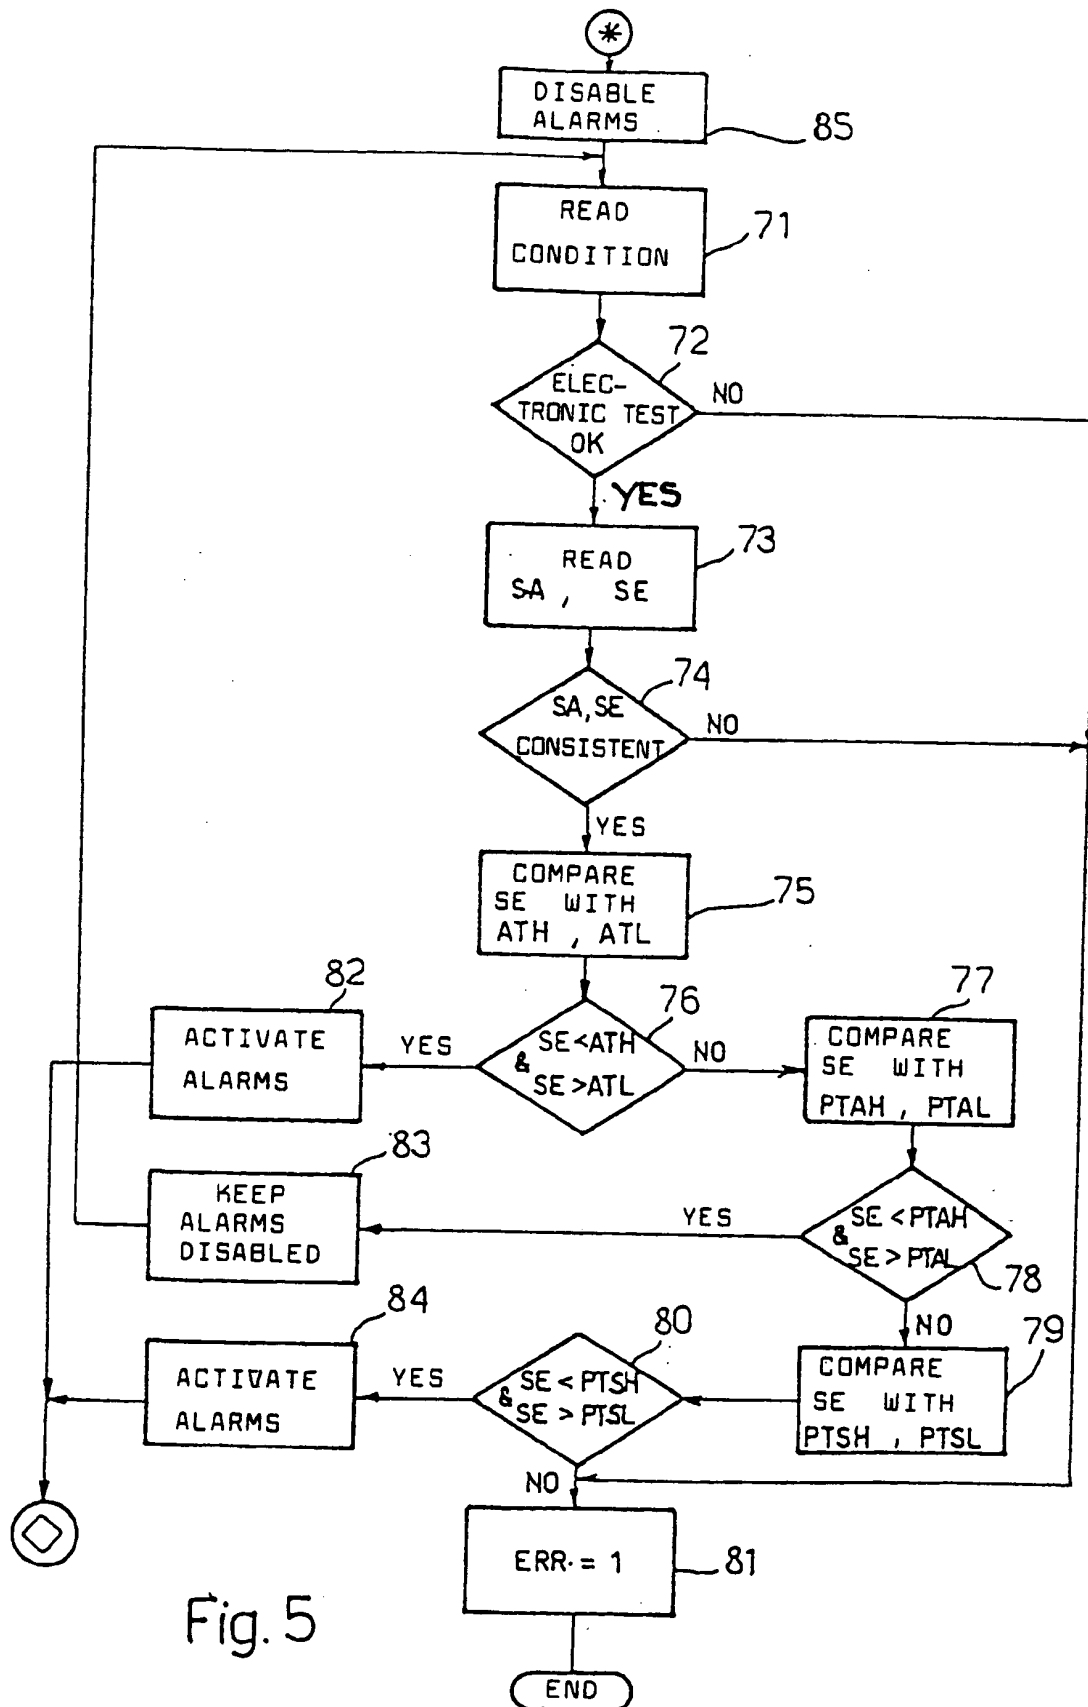 *
DISABLE
ALARMS
85
READ
CONDITION
71
72
ELEC-
TRONIC TEST
OK
NO
YES
73
READ
SA , SE
74
SA, SE
CONSISTENT
NO
YES
COMPARE
SE WITH
ATH , ATL
75
82
ACTIVATE
ALARMS
YES
76
SE<ATH
&
SE>ATL
NO
77
COMPARE
SE WITH
PTAH , PTAL
83
KEEP
ALARMS
DISABLED
YES
SE<PTAH
&
SE>PTAL
78
NO
84
ACTIVATE
ALARMS
YES
80
SE<PTSH
&
SE>PTSL
79
COMPARE
SE WITH
PTSH , PTSL
NO
ERR = 1
81
Fig. 5
END